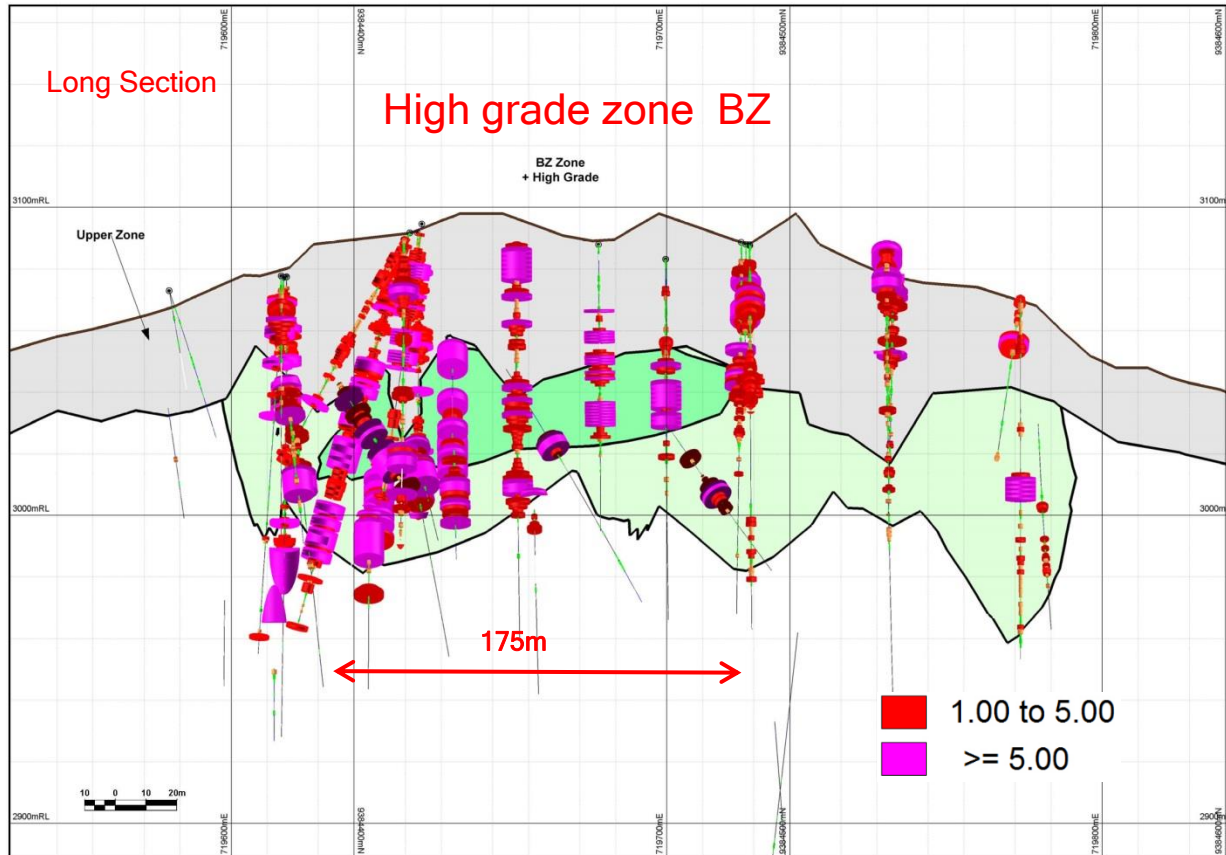 719600mE
9384400mN
719700mE
9384500mN
719800mE
9384600mN
Long Section
High grade zone BZ
BZ Zone
+ High Grade
3100mRL
3100m
Upper Zone
3000mRL
3000m
175m
1.00 to 5.00
>= 5.00
10 0 10 20m
2900mRL
2900m